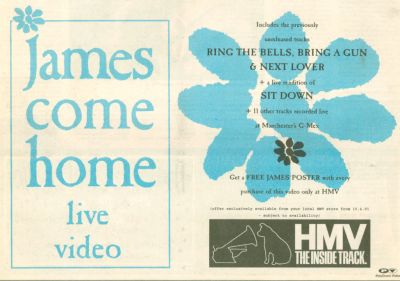 James
come
home
live
video
Includes the previously
unreleased tracks
RING THE BELLS, BRING A GUN
& NEXT LOVER
+ a live rendition of
SIT DOWN
+ 11 other tracks recorded live
at Manchester's G-Mex
Get a FREE JAMES POSTER with every
purchase of this video only at HMV
(offer exclusively available from your local HMV store from 15.4.91
- subject to availability)
HMV
THE INSIDE TRACK.